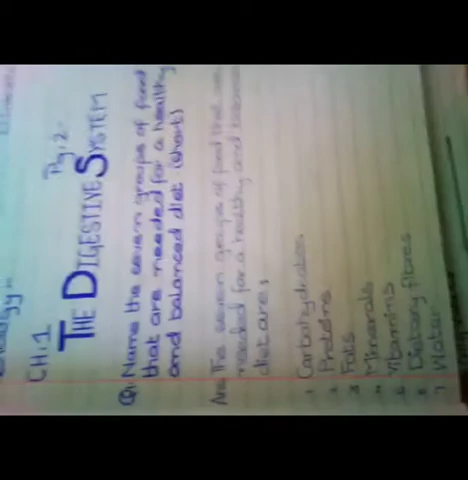 CH:1
Pg: 2
THE DIGESTIVE SYSTEM
Q1: Name the seven groups of food
that are needed for a healthy
and balanced diet (short)
Ans: The seven groups of food that are
needed for a healthy and balanced
diet are;
1 Carbohydrates
2 Proteins
3 Fats
4 Minerals
Vitamins
Dietary fibres
7 Water